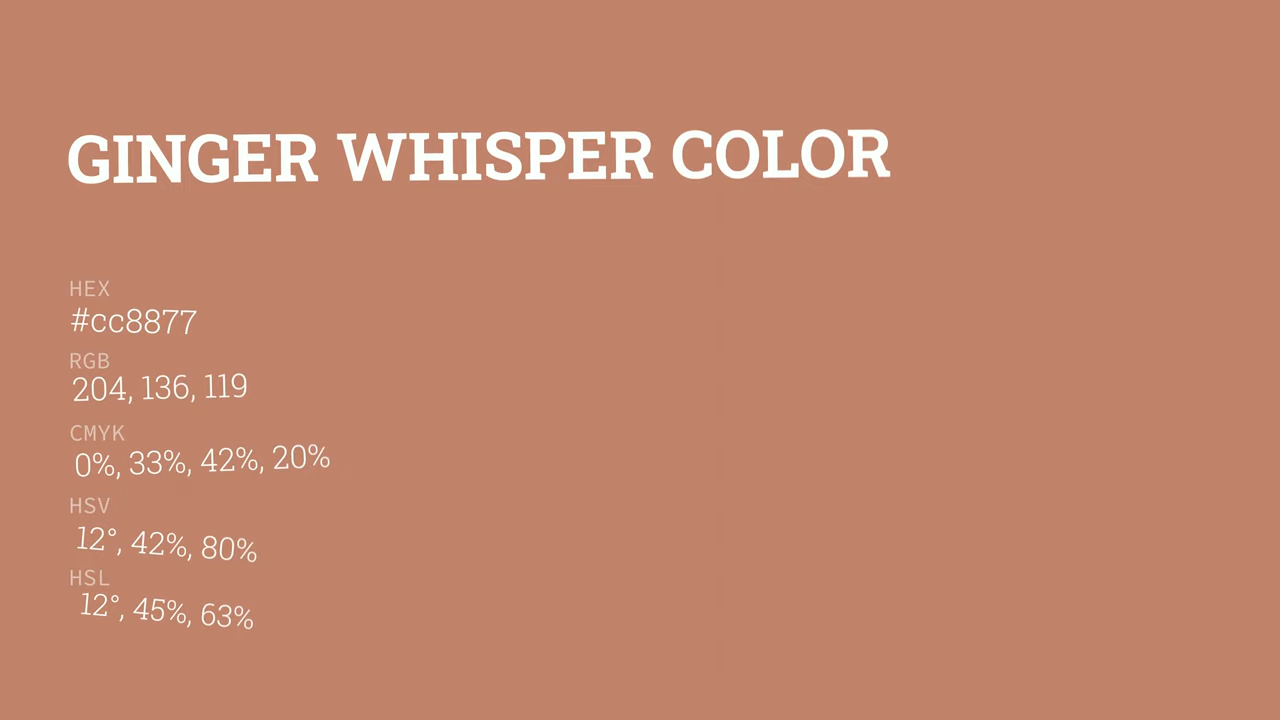 GINGER WHISPER COLOR
HEX
#cc8877
RGB
204, 136, 119
CMYK
0%, 33%, 42%, 20%
HSV
12°, 42%, 80%
HSL
12°, 45%, 63%